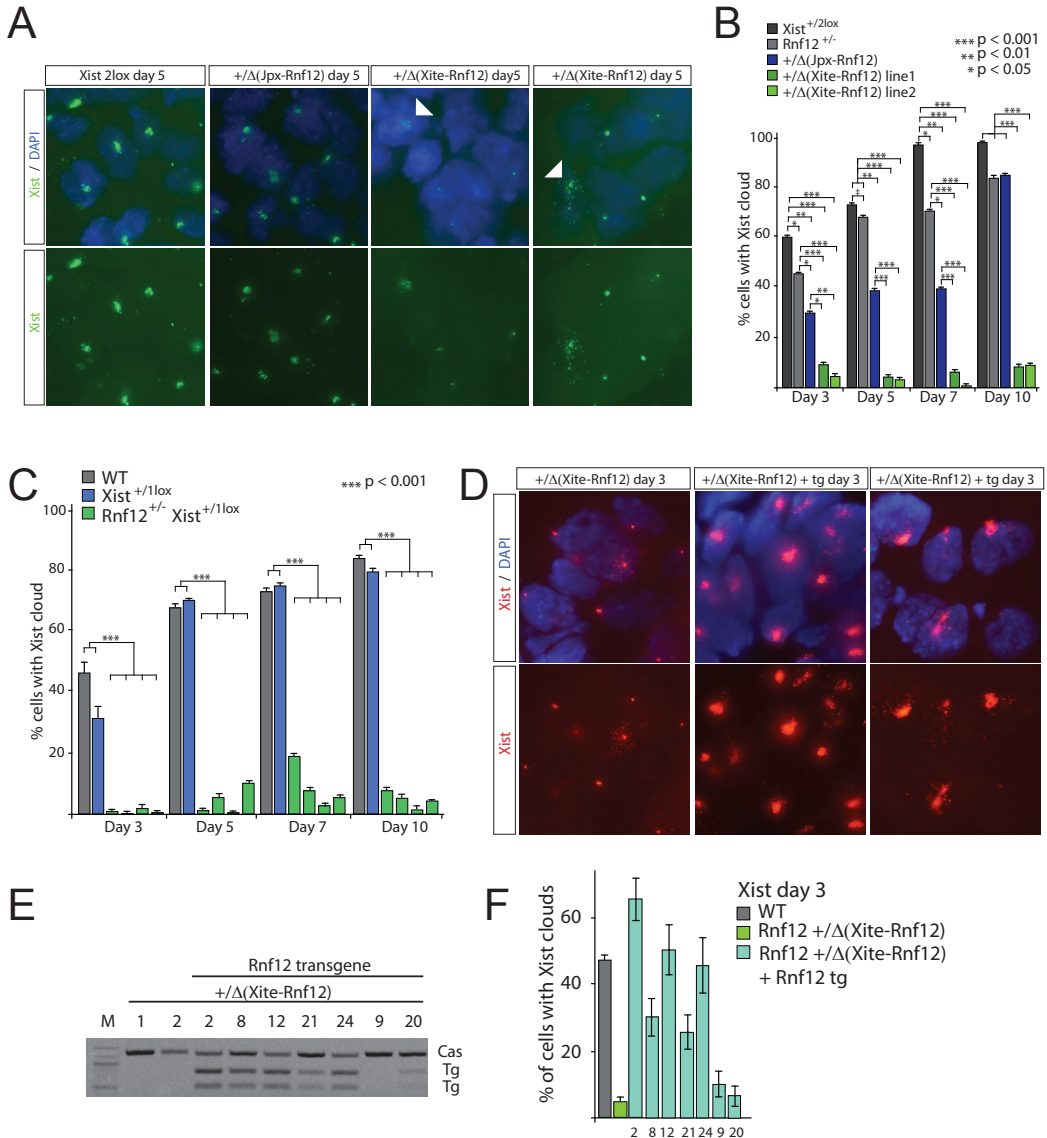 A
Xist 2lox day 5
+/Δ(Jpx-Rnf12) day 5
+/Δ(Xite-Rnf12) day5
+/Δ(Xite-Rnf12) day 5
Xist / DAPI
Xist
B
Xist +/2lox
Rnf12 +/-
+/Δ(Jpx-Rnf12)
+/Δ(Xite-Rnf12) line1
+/Δ(Xite-Rnf12) line2
*** p < 0.001
** p < 0.01
* p < 0.05
% cells with Xist cloud
100
80
60
40
20
*** *** ** * *** *** * ** *
*** *** ** ‡ *** ***
*** *** ** * *** *** * *** ***
*** ***
Day 3 Day 5 Day 7 Day 10
C
WT
Xist +/1lox
Rnf12 +/- Xist +/1lox
*** p < 0.001
% cells with Xist cloud
100
80
60
40
20
*** *** *** ***
Day 3 Day 5 Day 7 Day 10
D
+/Δ(Xite-Rnf12) day 3
+/Δ(Xite-Rnf12) + tg day 3
+/Δ(Xite-Rnf12) + tg day 3
Xist / DAPI
Xist
E
Rnf12 transgene
+/Δ(Xite-Rnf12)
M 1 2 2 8 12 21 24 9 20
Cas
Tg
Tg
F
Xist day 3
WT
Rnf12 +/Δ(Xite-Rnf12)
Rnf12 +/Δ(Xite-Rnf12)
+ Rnf12 tg
% of cells with Xist clouds
60
40
20
2 8 12 21 24 9 20